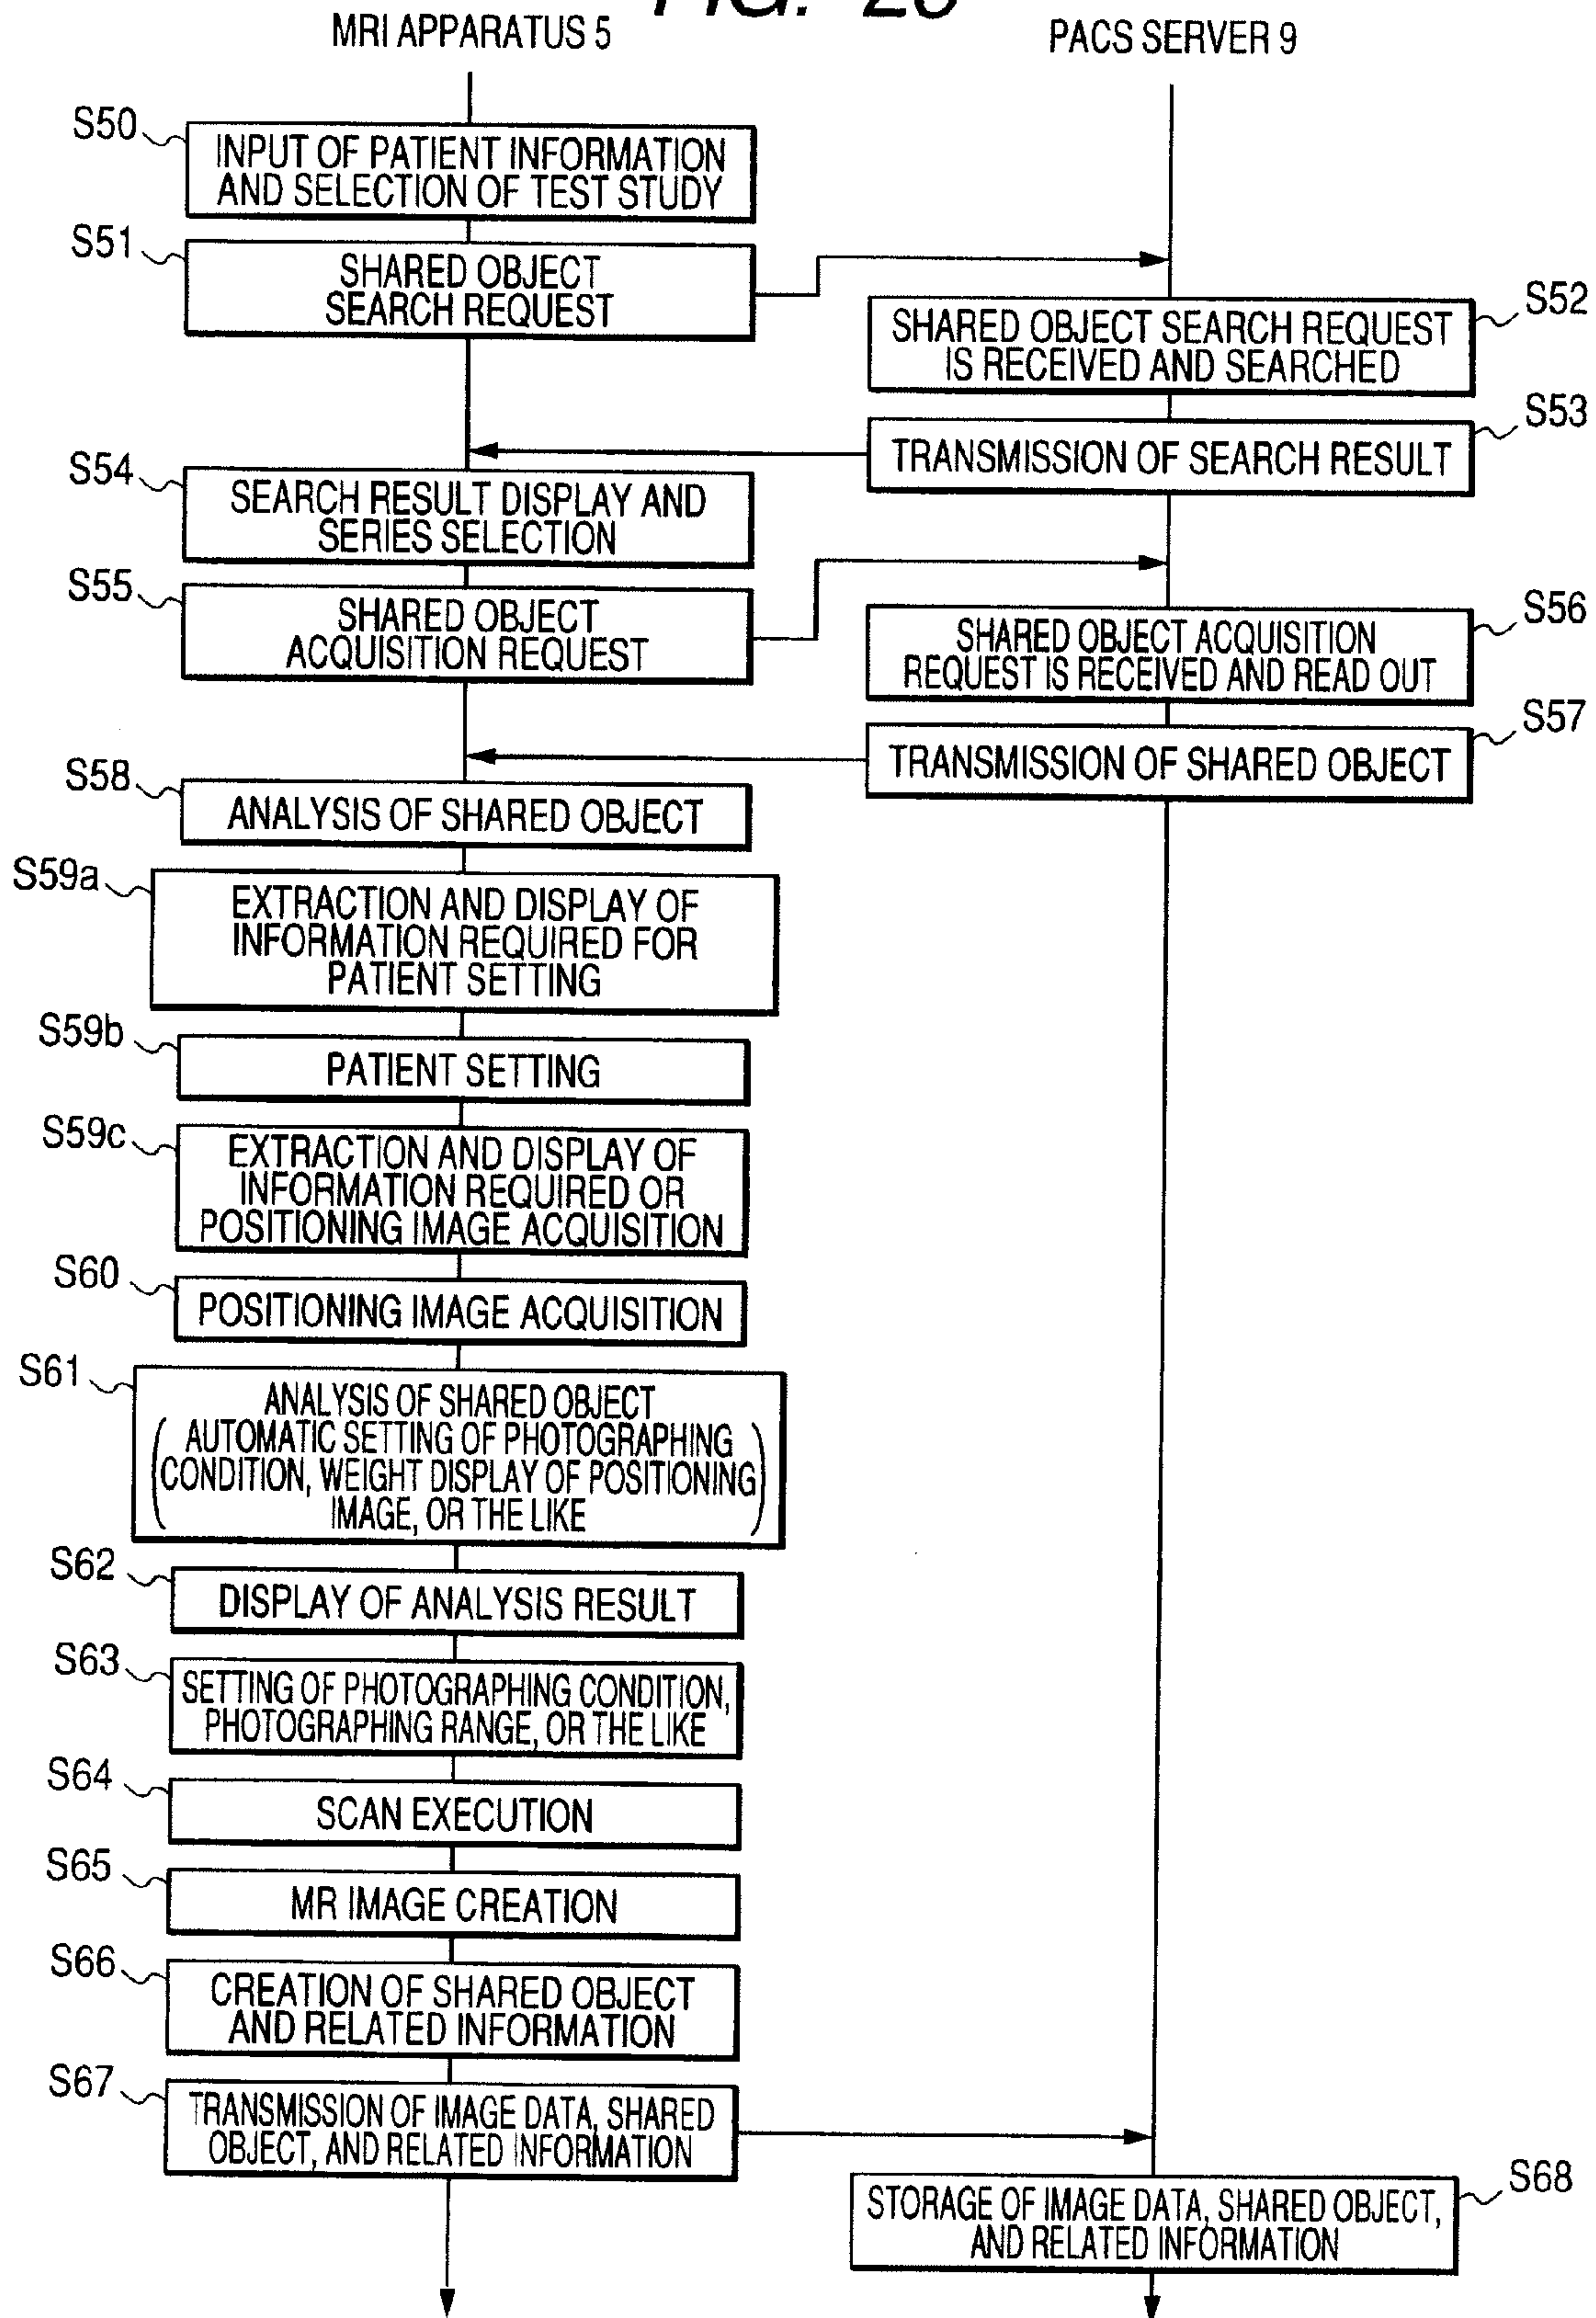 FIG.
MRI APPARATUS 5
PACS SERVER 9
S50
INPUT OF PATIENT INFORMATION
AND SELECTION OF TEST STUDY
S51
SHARED OBJECT
SEARCH REQUEST
S52
SHARED OBJECT SEARCH REQUEST
IS RECEIVED AND SEARCHED
S53
TRANSMISSION OF SEARCH RESULT
S54
SEARCH RESULT DISPLAY AND
SERIES SELECTION
S55
SHARED OBJECT
ACQUISITION REQUEST
S56
SHARED OBJECT ACQUISITION
REQUEST IS RECEIVED AND READ OUT
S57
TRANSMISSION OF SHARED OBJECT
S58
ANALYSIS OF SHARED OBJECT
S59a
EXTRACTION AND DISPLAY OF
INFORMATION REQUIRED FOR
PATIENT SETTING
S59b
PATIENT SETTING
S59c
EXTRACTION AND DISPLAY OF
INFORMATION REQUIRED OR
POSITIONING IMAGE ACQUISITION
S60
POSITIONING IMAGE ACQUISITION
S61
ANALYSIS OF SHARED OBJECT
(AUTOMATIC SETTING OF PHOTOGRAPHING
CONDITION, WEIGHT DISPLAY OF POSITIONING
IMAGE, OR THE LIKE)
S62
DISPLAY OF ANALYSIS RESULT
S63
SETTING OF PHOTOGRAPHING CONDITION,
PHOTOGRAPHING RANGE, OR THE LIKE
S64
SCAN EXECUTION
S65
MR IMAGE CREATION
S66
CREATION OF SHARED OBJECT
AND RELATED INFORMATION
S67
TRANSMISSION OF IMAGE DATA, SHARED
OBJECT, AND RELATED INFORMATION
S68
STORAGE OF IMAGE DATA, SHARED OBJECT,
AND RELATED INFORMATION